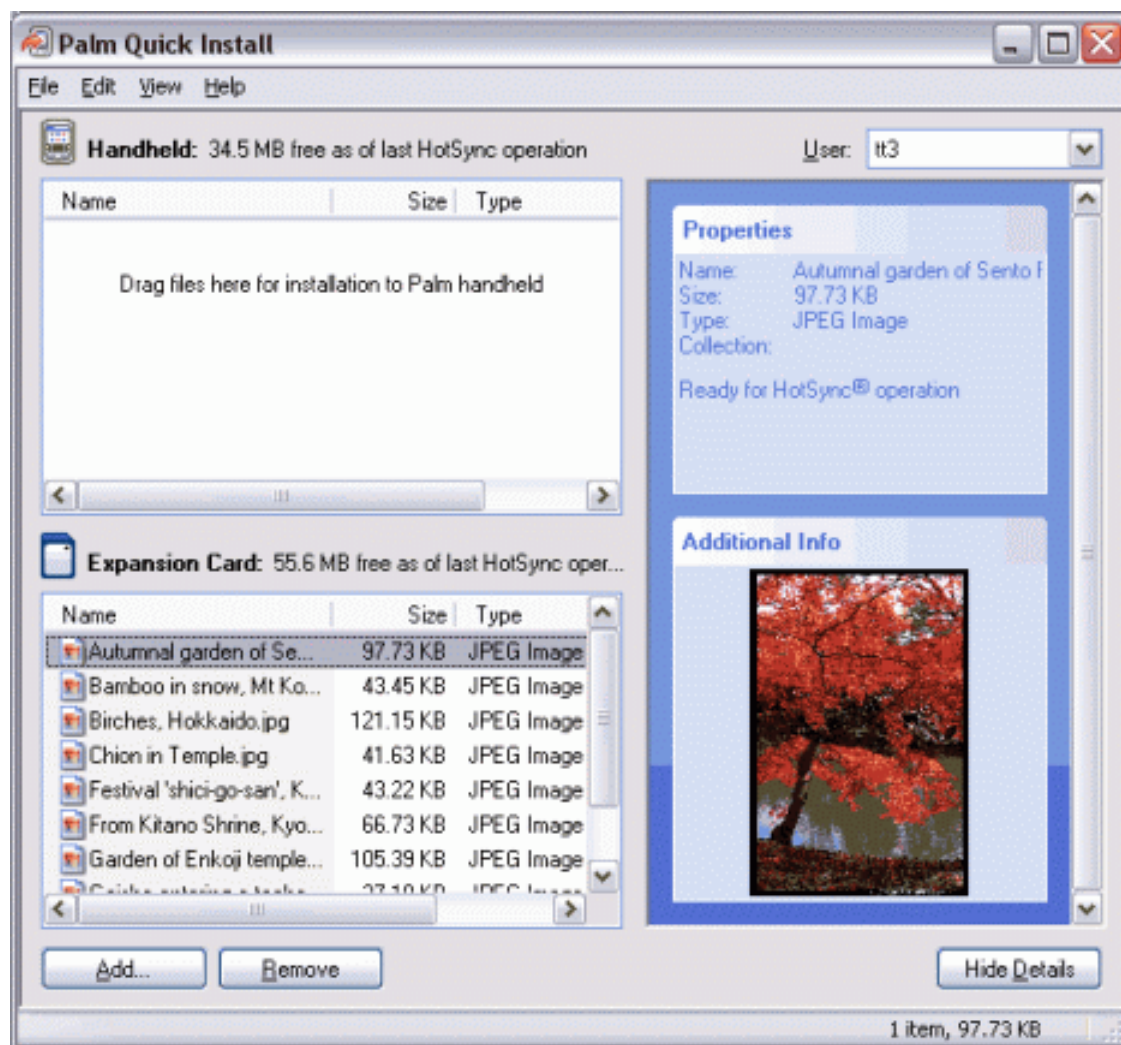 Palm Quick Install
File Edit View Help
Handheld: 34.5 MB free as of last HotSync operation
User: tt3
Name Size Type
Drag files here for installation to Palm handheld
Properties
Name: Autumnal garden of Sento
Size: 97.73 KB
Type: JPEG Image
Collection:
Ready for HotSync® operation
Expansion Card: 55.6 MB free as of last HotSync oper...
Name Size Type
Autumnal garden of Se... 97.73 KB JPEG Image
Bamboo in snow, Mt Ko... 43.45 KB JPEG Image
Birches, Hokkaido.jpg 121.15 KB JPEG Image
Chion in Temple.jpg 41.63 KB JPEG Image
Festival 'shici-go-san', K... 43.22 KB JPEG Image
From Kitano Shrine, Kyo... 66.73 KB JPEG Image
Garden of Enkoji temple... 105.39 KB JPEG Image
Additional Info
Add... Remove
Hide Details
1 item, 97.73 KB